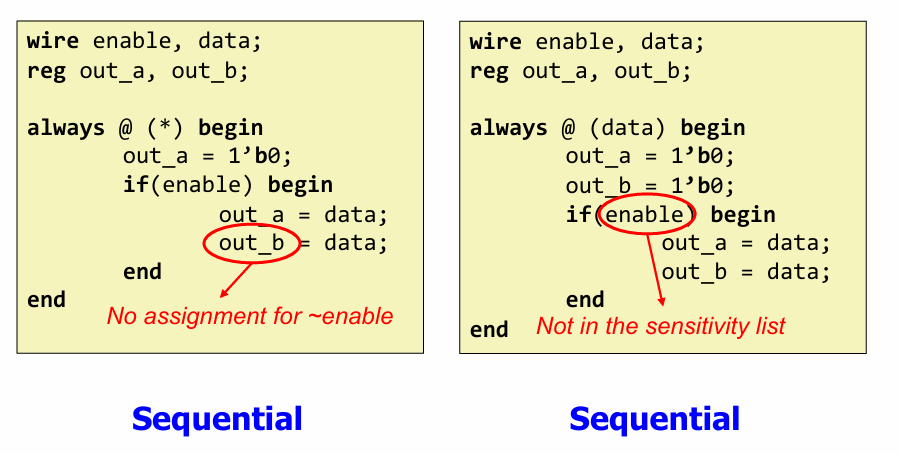 wire enable, data;
reg out_a, out_b;
always @ (*) begin
out_a = 1’b0;
if(enable) begin
out_a = data;
out_b = data;
end
end
No assignment for ~enable
Sequential
wire enable, data;
reg out_a, out_b;
always @ (data) begin
out_a = 1’b0;
out_b = 1’b0;
if(enable) begin
out_a = data;
out_b = data;
end
end
Not in the sensitivity list
Sequential